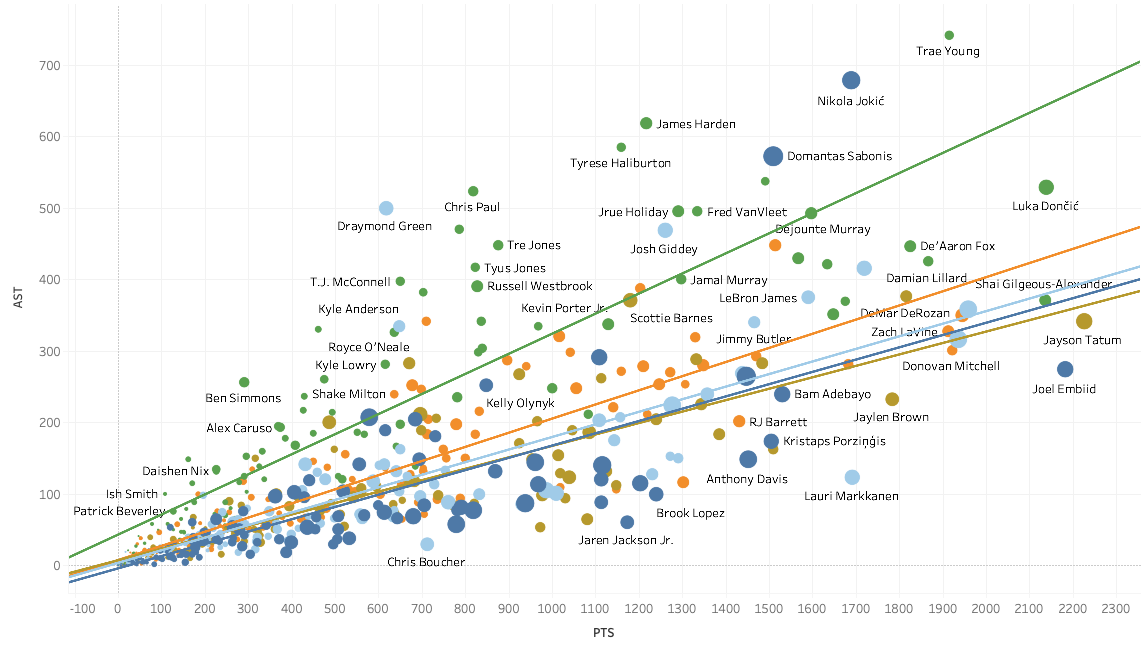 Trae Young
700
Nikola Jokić
James Harden
600
Tyrese Haliburton
Domantas Sabonis
Luka Dončić
500
Chris Paul
Jrue Holiday
Fred VanVleet
Draymond Green
Dejounte Murray
Tre Jones
Josh Giddey
De'Aaron Fox
Tyus Jones
400
T.J. McConnell
Russell Westbrook
Jamal Murray
Damian Lillard
Shai Gilgeous-Alexander
AST
Kyle Anderson
Kevin Porter Jr.
LeBron James
Scottie Barnes
DeMar DeRozan
300
Royce O'Neale
Jimmy Butler
Zach LaVine
Jayson Tatum
Kyle Lowry
Donovan Mitchell
Ben Simmons
Shake Milton
Kelly Olynyk
Bam Adebayo
Joel Embiid
200
Alex Caruso
RJ Barrett
Jaylen Brown
Kristaps Porziņģis
Daishen Nix
Anthony Davis
100
Ish Smith
Lauri Markkanen
Patrick Beverley
Brook Lopez
Jaren Jackson Jr.
Chris Boucher
0
-100 0 100 200 300 400 500 600 700 800 900 1000 1100 1200 1300 1400 1500 1600 1700 1800 1900 2000 2100 2200 2300
PTS